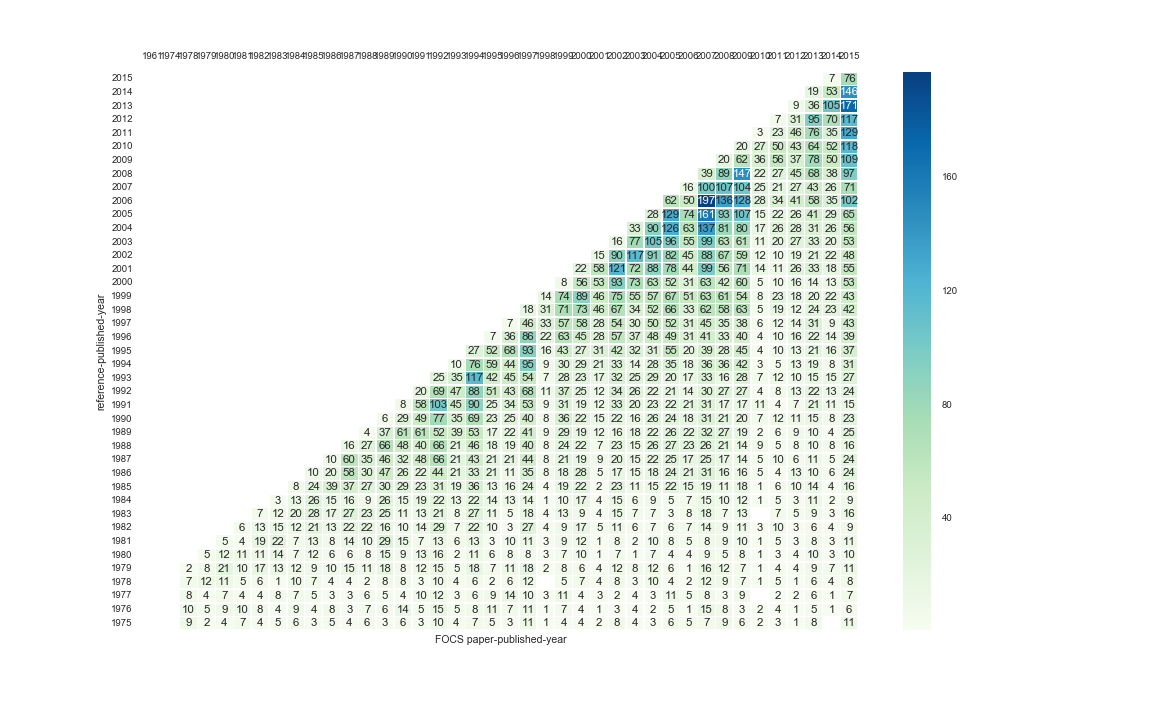 1961 1974 1978 1979 1980 1981 1982 1983 1984 1985 1986 1987 1988 1989 1990 1991 1992 1993 1994 1995 1996 1997 1998 1999 2000 2001 2002 2003 2004 2005 2006 2007 2008 2009 2010 2011 2012 2013 2014 2015
2015 7 76
2014 19 53 146
2013 9 36 105 171
2012 7 31 95 70 117
2011 3 23 46 76 35 129
2010 20 27 50 43 64 52 118
2009 20 62 36 56 37 78 50 109
2008 39 89 147 22 27 45 68 38 97
2007 16 100 107 104 25 21 27 43 26 71
2006 62 50 197 136 128 28 34 41 58 35 102
2005 28 129 74 161 93 107 15 22 26 41 29 65
2004 33 90 126 63 137 81 80 17 26 28 31 26 56
2003 16 77 105 96 55 99 63 61 11 20 27 33 20 53
2002 15 90 117 91 82 45 88 67 59 12 10 19 21 22 48
2001 22 58 121 72 88 78 44 99 56 71 14 11 26 33 18 55
2000 8 56 53 93 73 63 52 31 63 42 60 5 10 16 14 13 53
1999 14 74 89 46 75 55 57 67 51 63 61 54 8 23 18 20 22 43
1998 18 31 71 73 46 67 34 52 66 33 62 58 63 5 19 12 24 23 42
1997 7 46 33 57 58 28 54 30 50 52 31 45 35 38 6 12 14 31 9 43
1996 7 36 86 22 63 45 28 57 37 48 49 31 41 33 40 4 10 16 22 14 39
1995 27 52 68 93 16 43 27 31 42 32 31 55 20 39 28 45 4 10 13 21 16 37
1994 10 76 59 44 95 9 30 29 21 33 14 28 35 18 36 36 42 3 5 13 19 8 31
1993 25 35 117 42 45 54 7 28 23 17 32 25 29 20 17 33 16 28 7 12 10 15 15 27
1992 20 69 47 88 51 43 68 11 37 25 12 34 26 22 21 14 30 27 27 4 8 13 22 13 24
1991 8 58 103 45 90 25 34 53 9 31 19 12 33 20 23 22 21 31 17 17 11 4 7 21 11 15
1990 6 29 49 77 35 69 23 25 40 8 36 22 15 22 16 26 24 18 31 21 20 7 12 11 15 8 23
1989 4 37 61 61 52 39 53 17 22 41 9 29 19 12 16 18 22 26 22 32 27 19 2 6 9 10 4 25
1988 16 27 66 48 40 66 21 46 18 19 40 8 24 22 7 23 15 26 27 23 26 21 14 9 5 8 10 8 16
1987 10 60 35 46 32 48 66 21 43 21 21 44 8 21 19 9 20 15 22 25 17 25 17 14 5 10 6 11 5 24
1986 10 20 58 30 47 26 22 44 21 33 21 11 35 4 18 28 5 17 15 18 24 21 31 16 16 5 4 13 10 6 24
1985 8 24 39 37 27 30 29 23 31 19 36 13 16 24 4 19 22 2 23 11 15 22 15 19 11 18 1 6 10 14 4 16
1984 3 13 26 15 16 9 26 15 19 22 13 22 14 13 14 1 10 17 4 15 6 9 5 7 15 10 12 1 5 3 11 2 9
1983 7 12 20 28 16 17 27 23 25 11 13 21 8 27 11 5 18 4 13 9 4 15 7 7 3 8 18 7 13 7 5 9 3 16
1982 6 13 15 12 21 13 22 22 16 10 14 29 7 22 10 3 27 4 9 17 5 11 6 7 6 7 14 9 11 3 10 3 6 4 9
1981 5 4 19 22 7 13 8 14 10 29 15 7 13 6 13 3 10 11 3 9 12 1 8 2 10 8 5 8 9 10 1 5 3 8 3 11
1980 5 12 11 11 14 7 12 6 6 8 15 9 13 16 2 11 6 8 8 3 7 10 1 7 1 7 4 4 9 5 8 1 3 4 10 3 10
1979 2 8 21 10 17 13 12 9 10 15 11 18 8 12 15 5 18 7 11 18 2 8 6 4 8 12 6 12 6 14 9 12 1 4 4 9 7 11
1978 7 12 11 5 6 1 10 7 4 4 2 8 8 3 10 4 6 2 6 12 5 7 4 8 3 10 4 2 12 9 7 1 5 1 6 4 8
1977 8 4 7 4 4 8 7 5 3 3 6 5 4 5 10 12 3 6 9 14 10 3 11 4 3 2 4 3 11 5 8 3 9 2 2 6 1 7
1976 10 5 9 10 8 4 9 4 8 3 7 6 14 5 15 5 8 11 7 11 1 7 4 1 3 4 2 5 1 15 8 3 2 4 1 5 1 6
1975 9 2 4 7 4 5 6 3 5 4 6 3 6 3 10 4 7 5 3 11 1 4 4 2 8 4 3 6 5 7 9 6 2 3 1 8 11
160
120
80
40
reference-published-year
FOCS paper-published-year